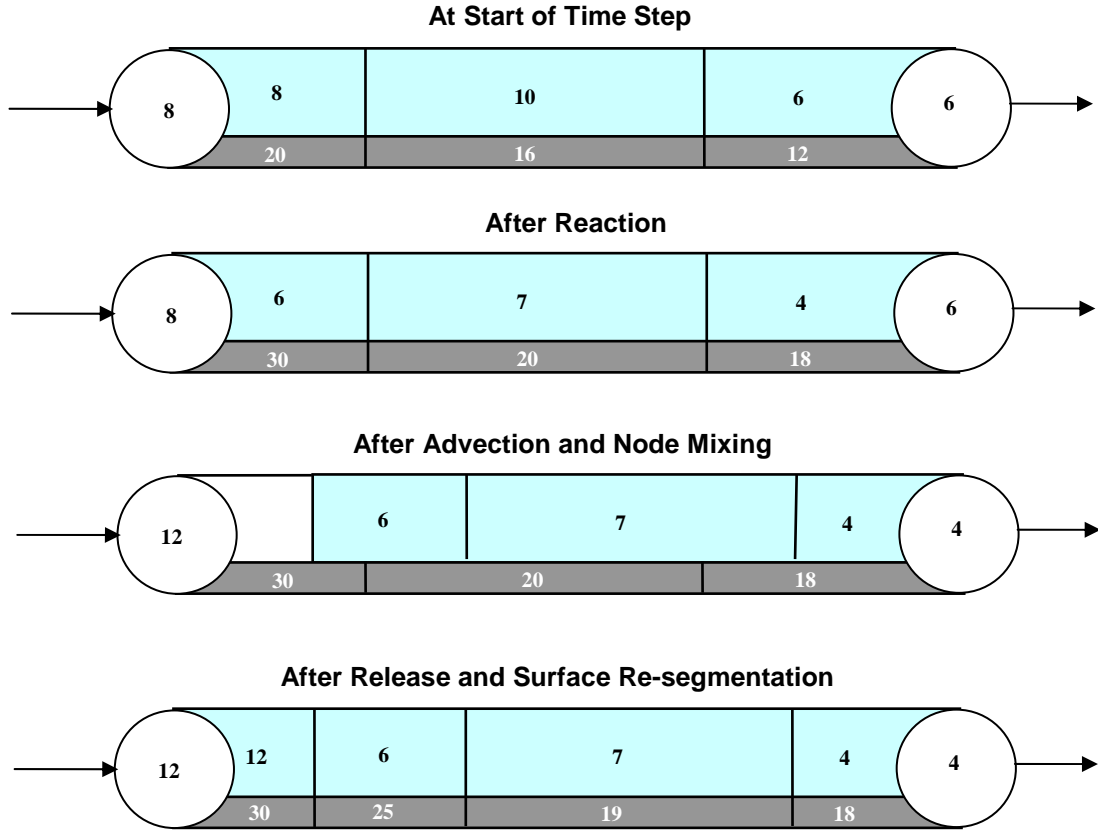 At Start of Time Step
8 8 10 6 6
20 16 12
After Reaction
8 6 7 4 6
30 20 18
After Advection and Node Mixing
12 6 7 4 4
30 20 18
After Release and Surface Re-segmentation
12 12 6 7 4 4
30 25 19 18